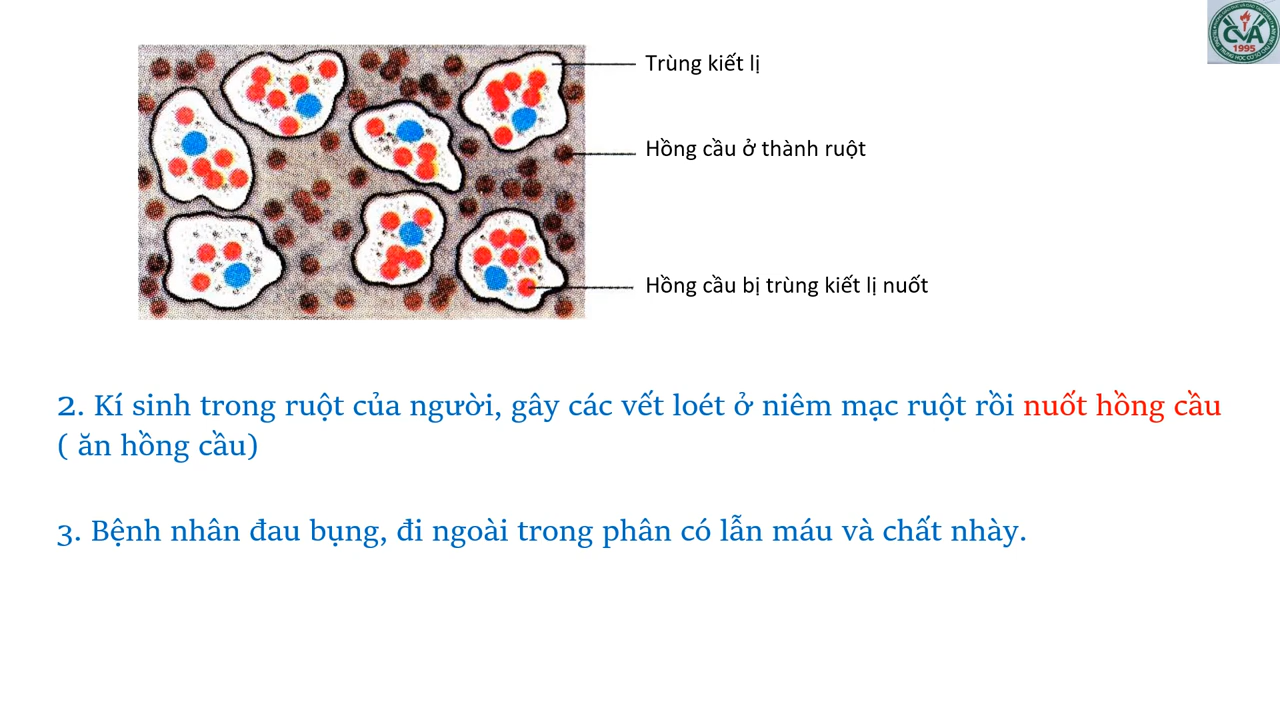 CVA
1995
Trùng kiết lị
Hồng cầu ở thành ruột
Hồng cầu bị trùng kiết lị nuốt
2. Kí sinh trong ruột của người, gây các vết loét ở niêm mạc ruột rồi nuốt hồng cầu
( ăn hồng cầu)
3. Bệnh nhân đau bụng, đi ngoài trong phân có lẫn máu và chất nhày.